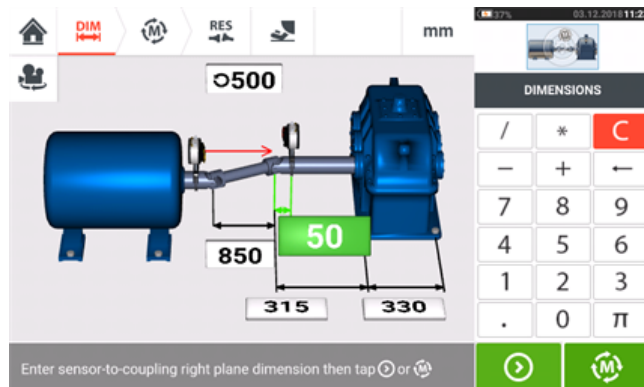 DIM
M
RES
mm
37%
03.12.2018 11:2
500
DIMENSIONS
/ * C
− + ←
7 8 9
4 5 6
1 2 3
. 0 π
50
850
315
330
Enter sensor-to-coupling right plane dimension then tap or M
M